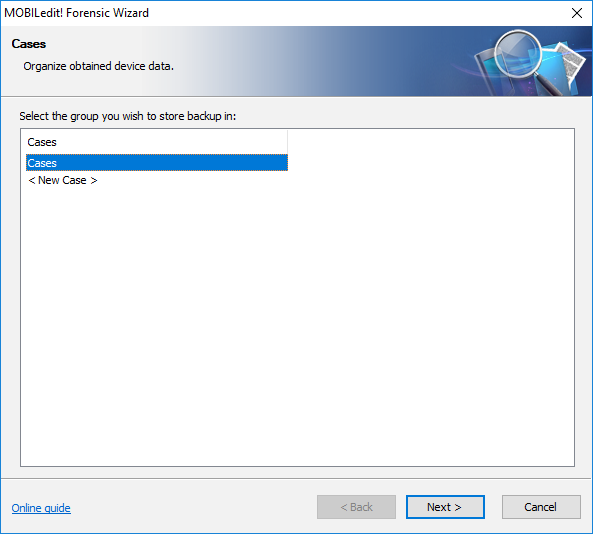 MOBILedit! Forensic Wizard
Cases
Organize obtained device data.
Select the group you wish to store backup in:
Cases
Cases
< New Case >
Online guide
< Back
Next >
Cancel